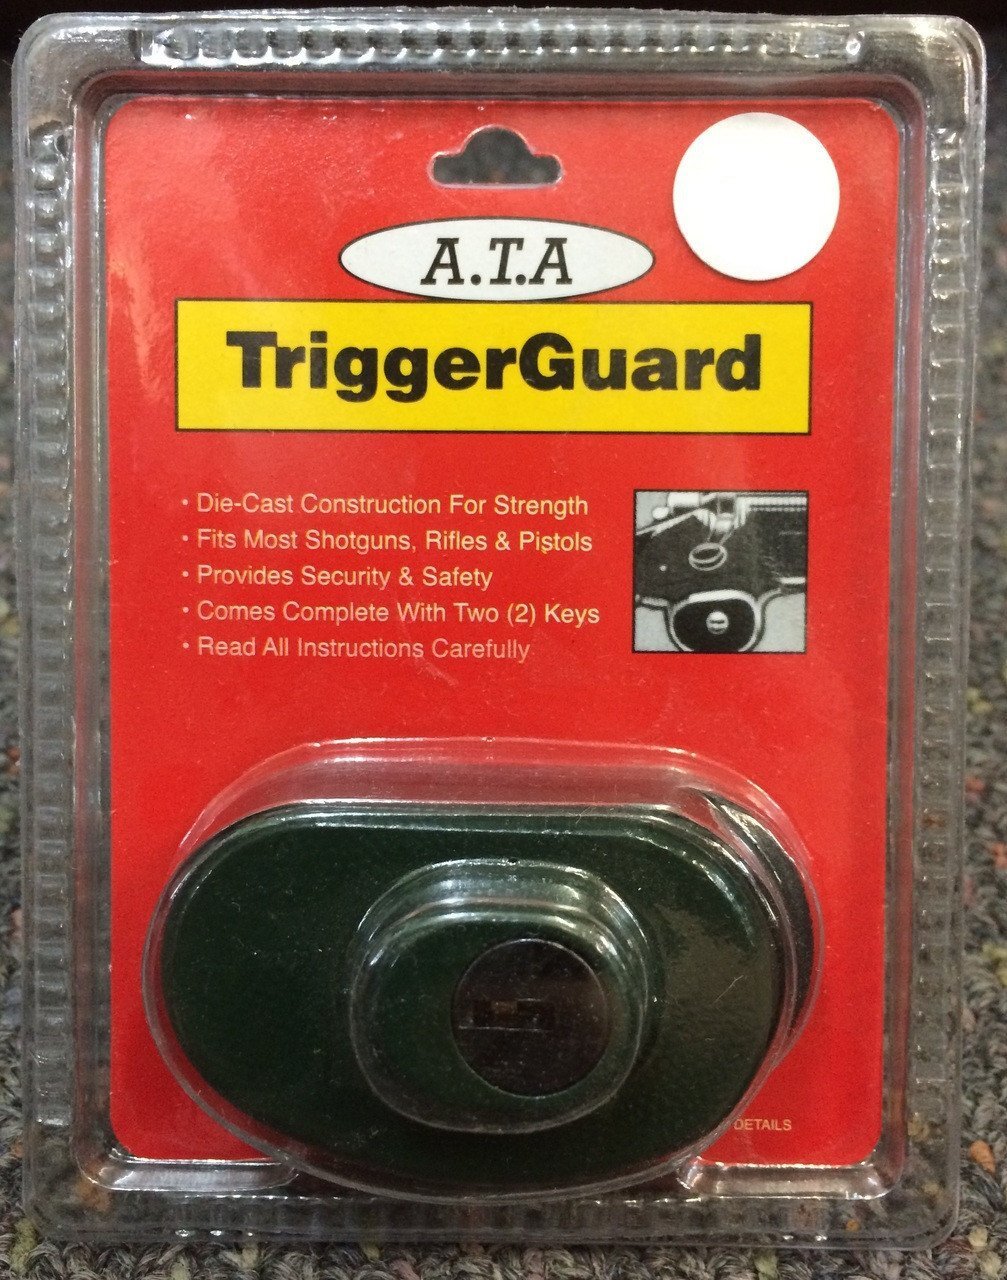 A.T.A
TriggerGuard
• Die-Cast Construction For Strength
• Fits Most Shotguns, Rifles & Pistols
• Provides Security & Safety
• Comes Complete With Two (2) Keys
• Read All Instructions Carefully
DETAILS